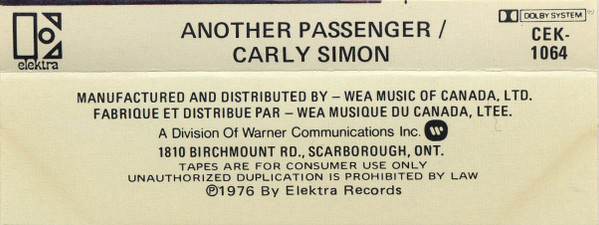 ANOTHER PASSENGER /
CARLY SIMON
DOLBY SYSTEM®
CEK-
1064
elektra
MANUFACTURED AND DISTRIBUTED BY – WEA MUSIC OF CANADA, LTD.
FABRIQUE ET DISTRIBUE PAR – WEA MUSIQUE DU CANADA, LTEE.
A Division Of Warner Communications Inc.
1810 BIRCHMOUNT RD., SCARBOROUGH, ONT.
TAPES ARE FOR CONSUMER USE ONLY
UNAUTHORIZED DUPLICATION IS PROHIBITED BY LAW
℗1976 By Elektra Records